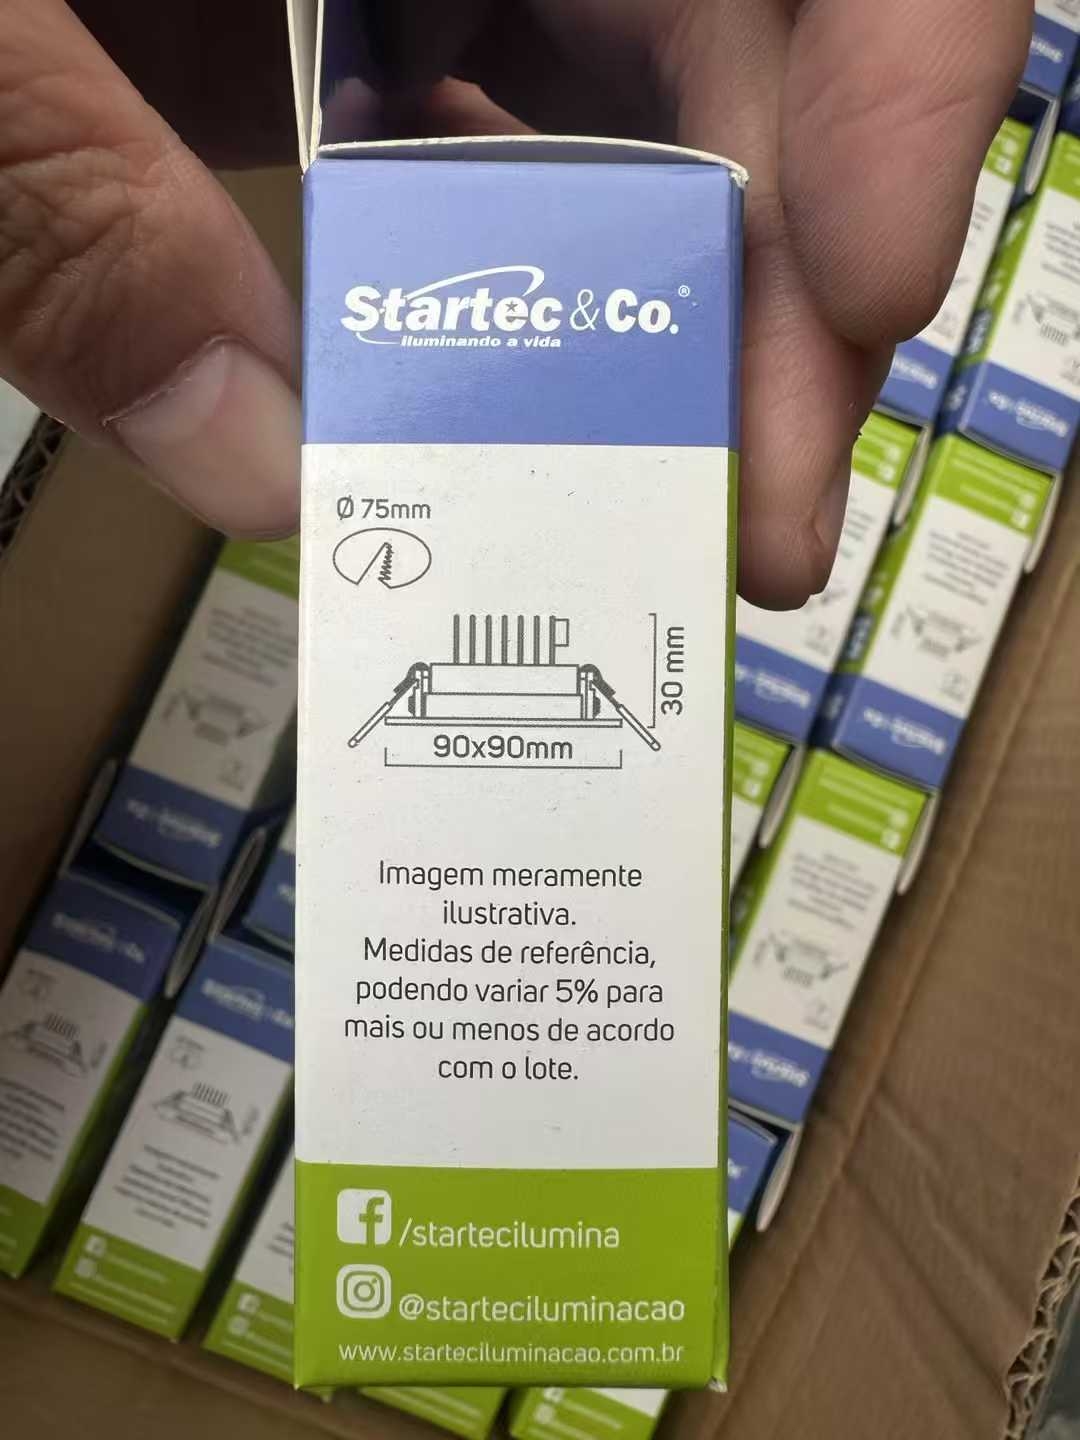 Startec & Co.®
iluminando a vida
Ø 75mm
30 mm
90x90mm
Imagem meramente
ilustrativa.
Medidas de referência,
podendo variar 5% para
mais ou menos de acordo
com o lote.
/startecilumina
@starteciluminacao
www.starteciluminacao.com.br